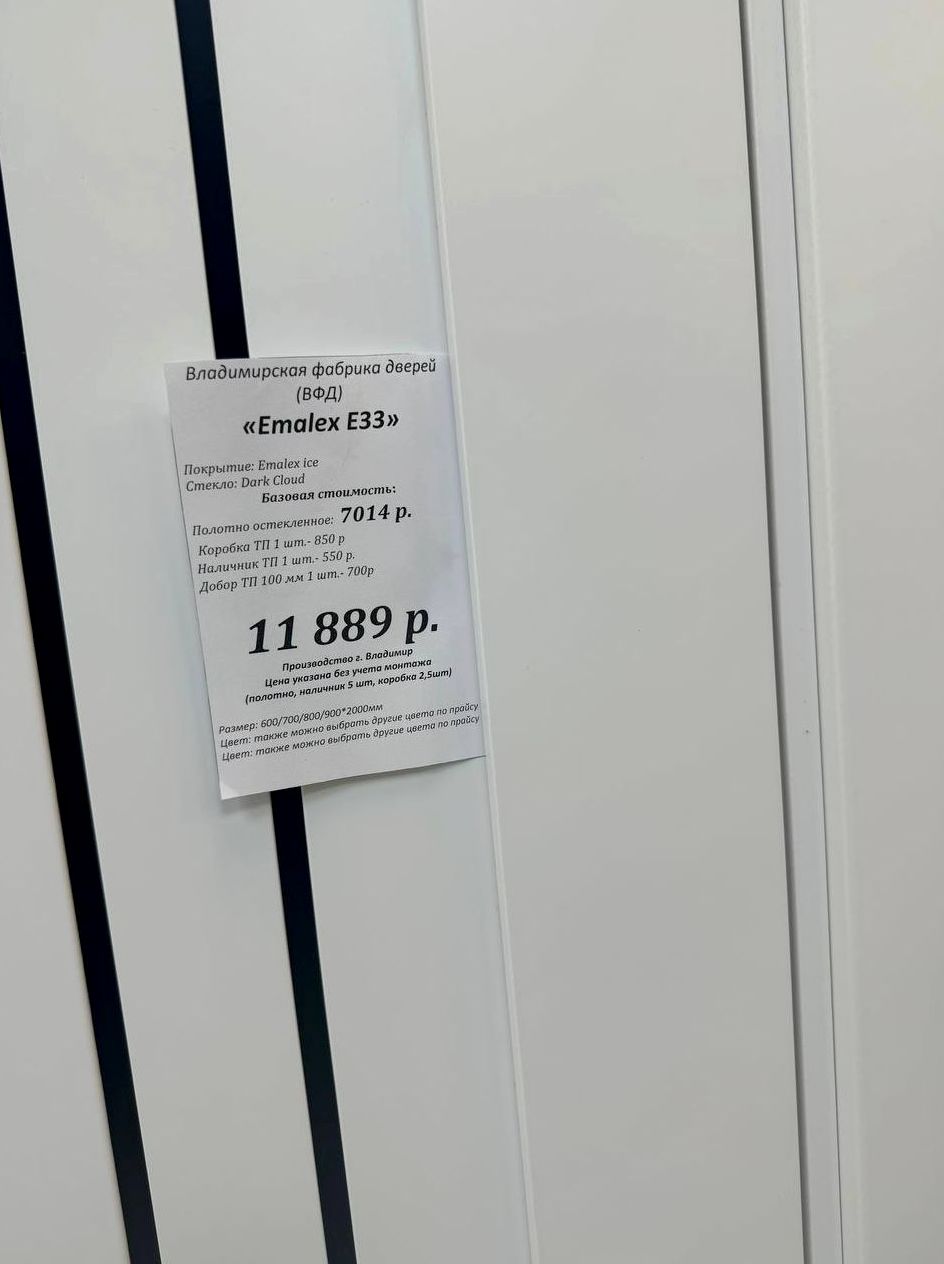 Владимирская фабрика дверей
(ВФД)
«Emalex E33»
Покрытие: Emalex ice
Стекло: Dark Cloud
Базовая стоимость:
Полотно остекленное: 7014 р.
Коробка ТП 1 шт.- 850 р
Наличник ТП 1 шт.- 550 р.
Добор ТП 100 мм 1 шт.- 700р
11 889 р.
Производство г. Владимир
Цена указана без учета монтажа
(полотно, наличник 5 шт, коробка 2,5шт)
Размер: 600/700/800/900*2000мм
Цвет: также можно выбрать другие цвета по прайсу
Цвет: также можно выбрать другие цвета по прайсу